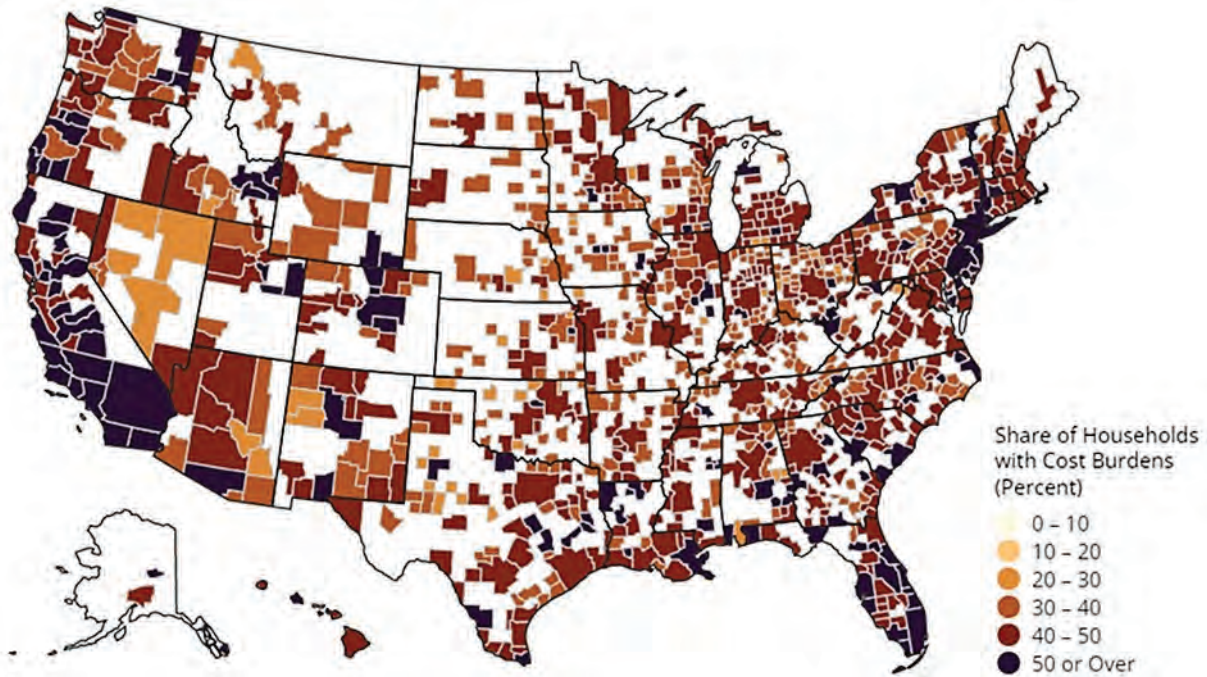 Share of Households
with Cost Burdens
(Percent)
0 – 10
10 – 20
20 – 30
30 – 40
40 – 50
50 or Over